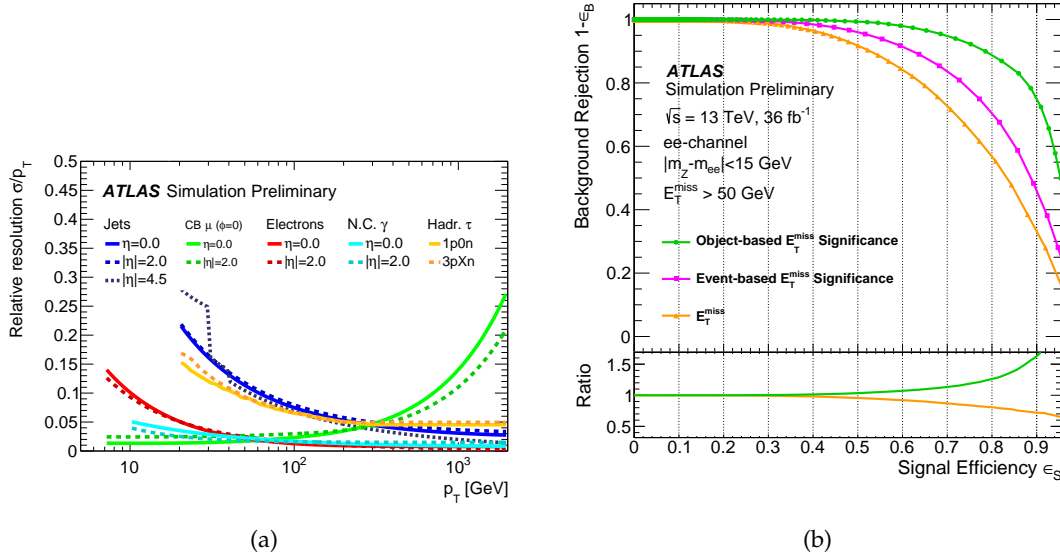 ATLAS Simulation Preliminary
Jets
η=0.0
|η|=2.0
|η|=4.5
CB μ (ϕ=0)
η=0.0
|η|=2.0
Electrons
η=0.0
|η|=2.0
N.C. γ
η=0.0
|η|=2.0
Hadr. τ
1p0n
3pXn
Relative resolution σ/p_T
0.5
0.45
0.4
0.35
0.3
0.25
0.2
0.15
0.1
0.05
0
10
10²
10³
p_T [GeV]
(a)
Background Rejection 1-ϵ_B
1
0.8
0.6
0.4
0.2
0
ATLAS
Simulation Preliminary
√s = 13 TeV, 36 fb⁻¹
ee-channel
|m_Z-m_ee|<15 GeV
E_T^miss > 50 GeV
Object-based E_T^miss Significance
Event-based E_T^miss Significance
E_T^miss
Ratio
1.5
1
0.5
0 0.1 0.2 0.3 0.4 0.5 0.6 0.7 0.8 0.9
Signal Efficiency ϵ_S
(b)